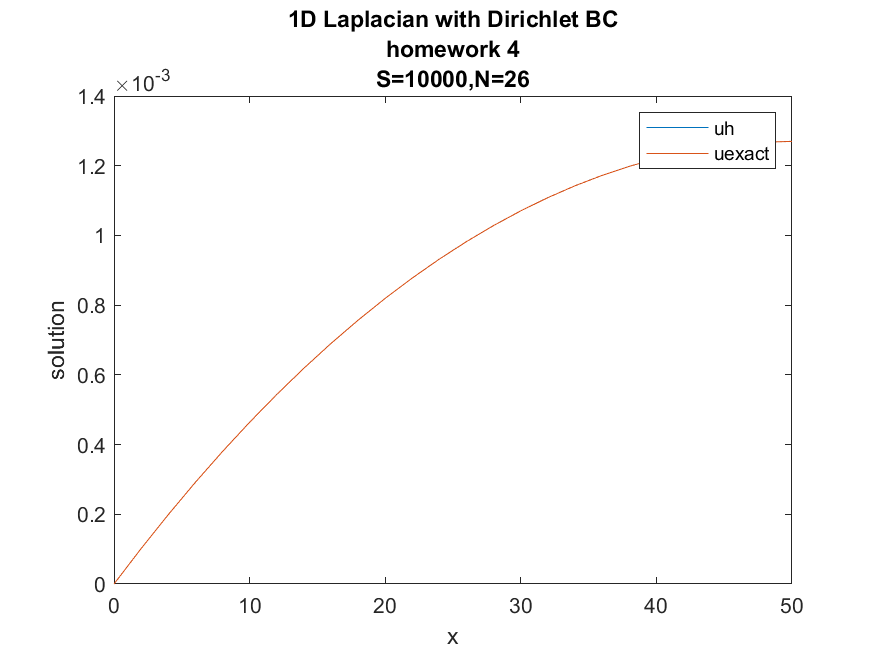 1D Laplacian with Dirichlet BC
homework 4
S=10000,N=26
×10-3
1.4
1.2
1
0.8
0.6
0.4
0.2
0
solution
uh
uexact
0 10 20 30 40 50
x